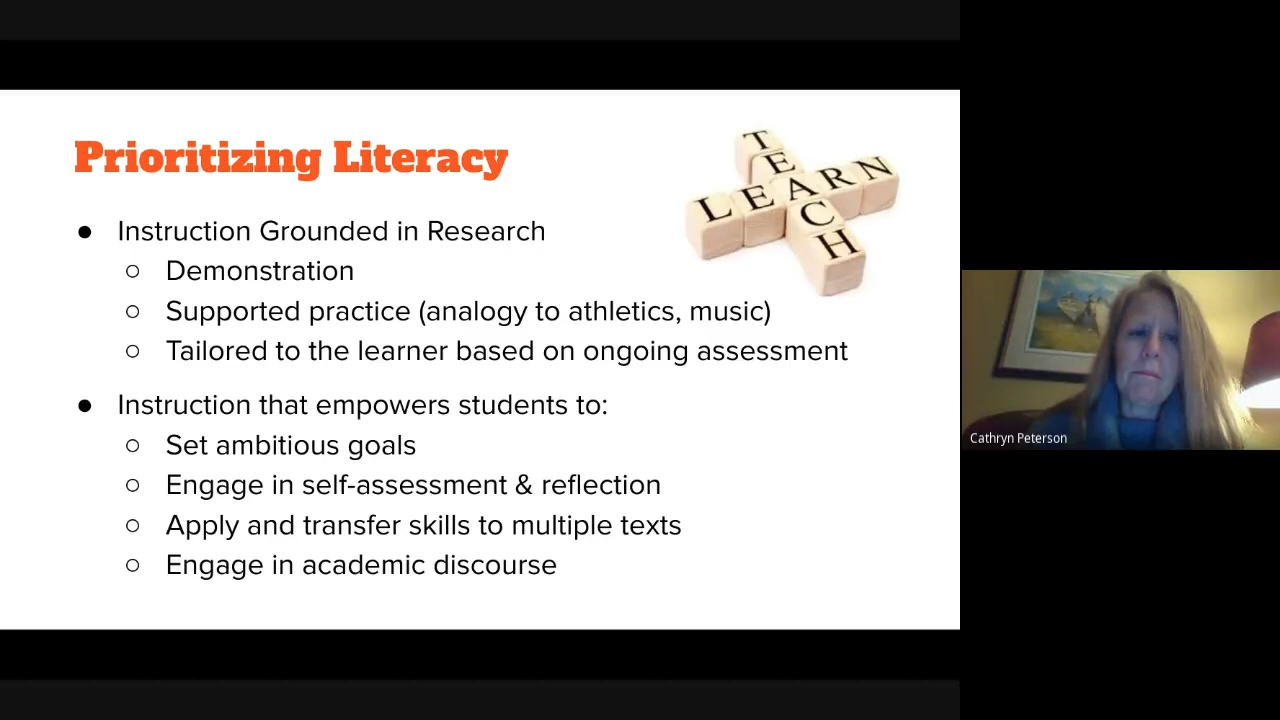 Prioritizing Literacy
TEACH
LEARN
● Instruction Grounded in Research
○ Demonstration
○ Supported practice (analogy to athletics, music)
○ Tailored to the learner based on ongoing assessment
● Instruction that empowers students to:
○ Set ambitious goals
○ Engage in self-assessment & reflection
○ Apply and transfer skills to multiple texts
○ Engage in academic discourse
Cathryn Peterson